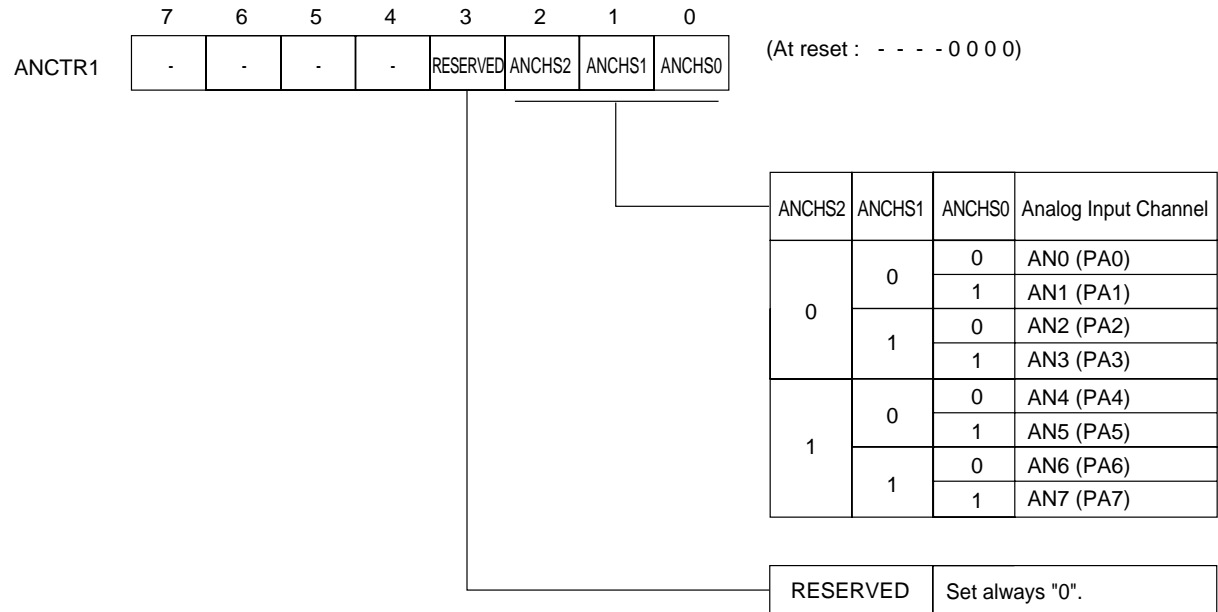 7 6 5 4 3 2 1 0
ANCTR1 - - - - RESERVED ANCHS2 ANCHS1 ANCHS0 (At reset : - - - - 0 0 0 0)
ANCHS2 ANCHS1 ANCHS0 Analog Input Channel
0 0 0 AN0 (PA0)
1 AN1 (PA1)
1 0 AN2 (PA2)
1 AN3 (PA3)
1 0 0 AN4 (PA4)
1 AN5 (PA5)
1 0 AN6 (PA6)
1 AN7 (PA7)
RESERVED Set always "0".